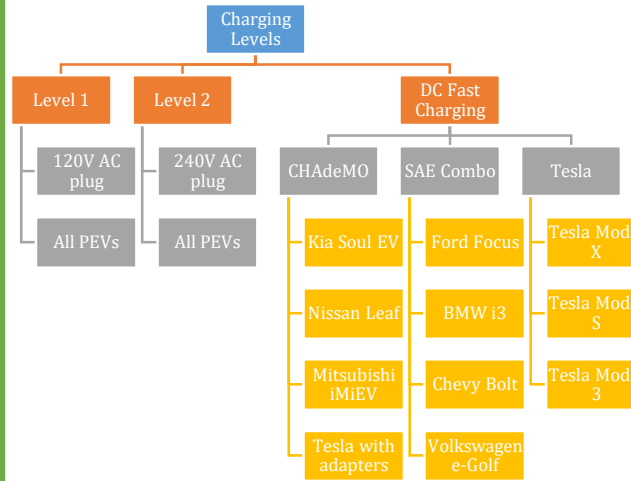 Charging
Levels
Level 1
Level 2
DC Fast
Charging
120V AC
plug
240V AC
plug
CHAdeMO
SAE Combo
Tesla
All PEVs
All PEVs
Kia Soul EV
Ford Focus
Tesla Mod
X
Nissan Leaf
BMW i3
Tesla Mod
S
Mitsubishi
iMiEV
Chevy Bolt
Tesla Mod
3
Tesla with
adapters
Volkswagen
e-Golf